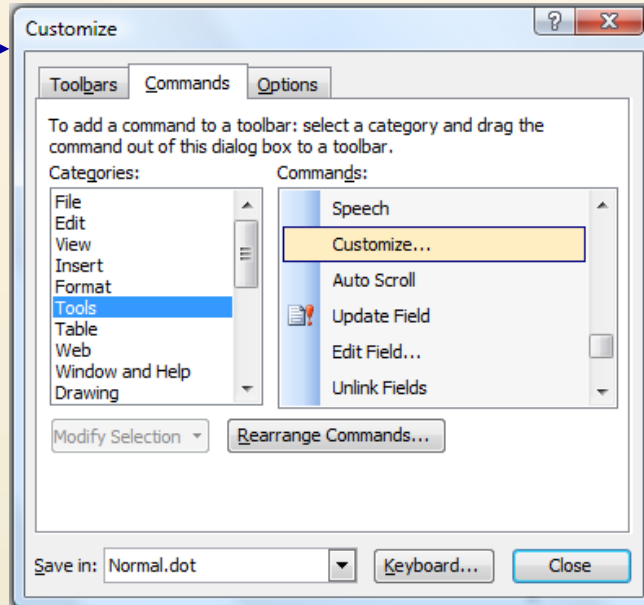 Customize
Toolbars Commands Options
To add a command to a toolbar: select a category and drag the
command out of this dialog box to a toolbar.
Categories: Commands:
File
Edit
View
Insert
Format
Tools
Table
Web
Window and Help
Drawing
Speech
Customize...
Auto Scroll
Update Field
Edit Field...
Unlink Fields
Modify Selection Rearrange Commands...
Save in: Normal.dot Keyboard... Close